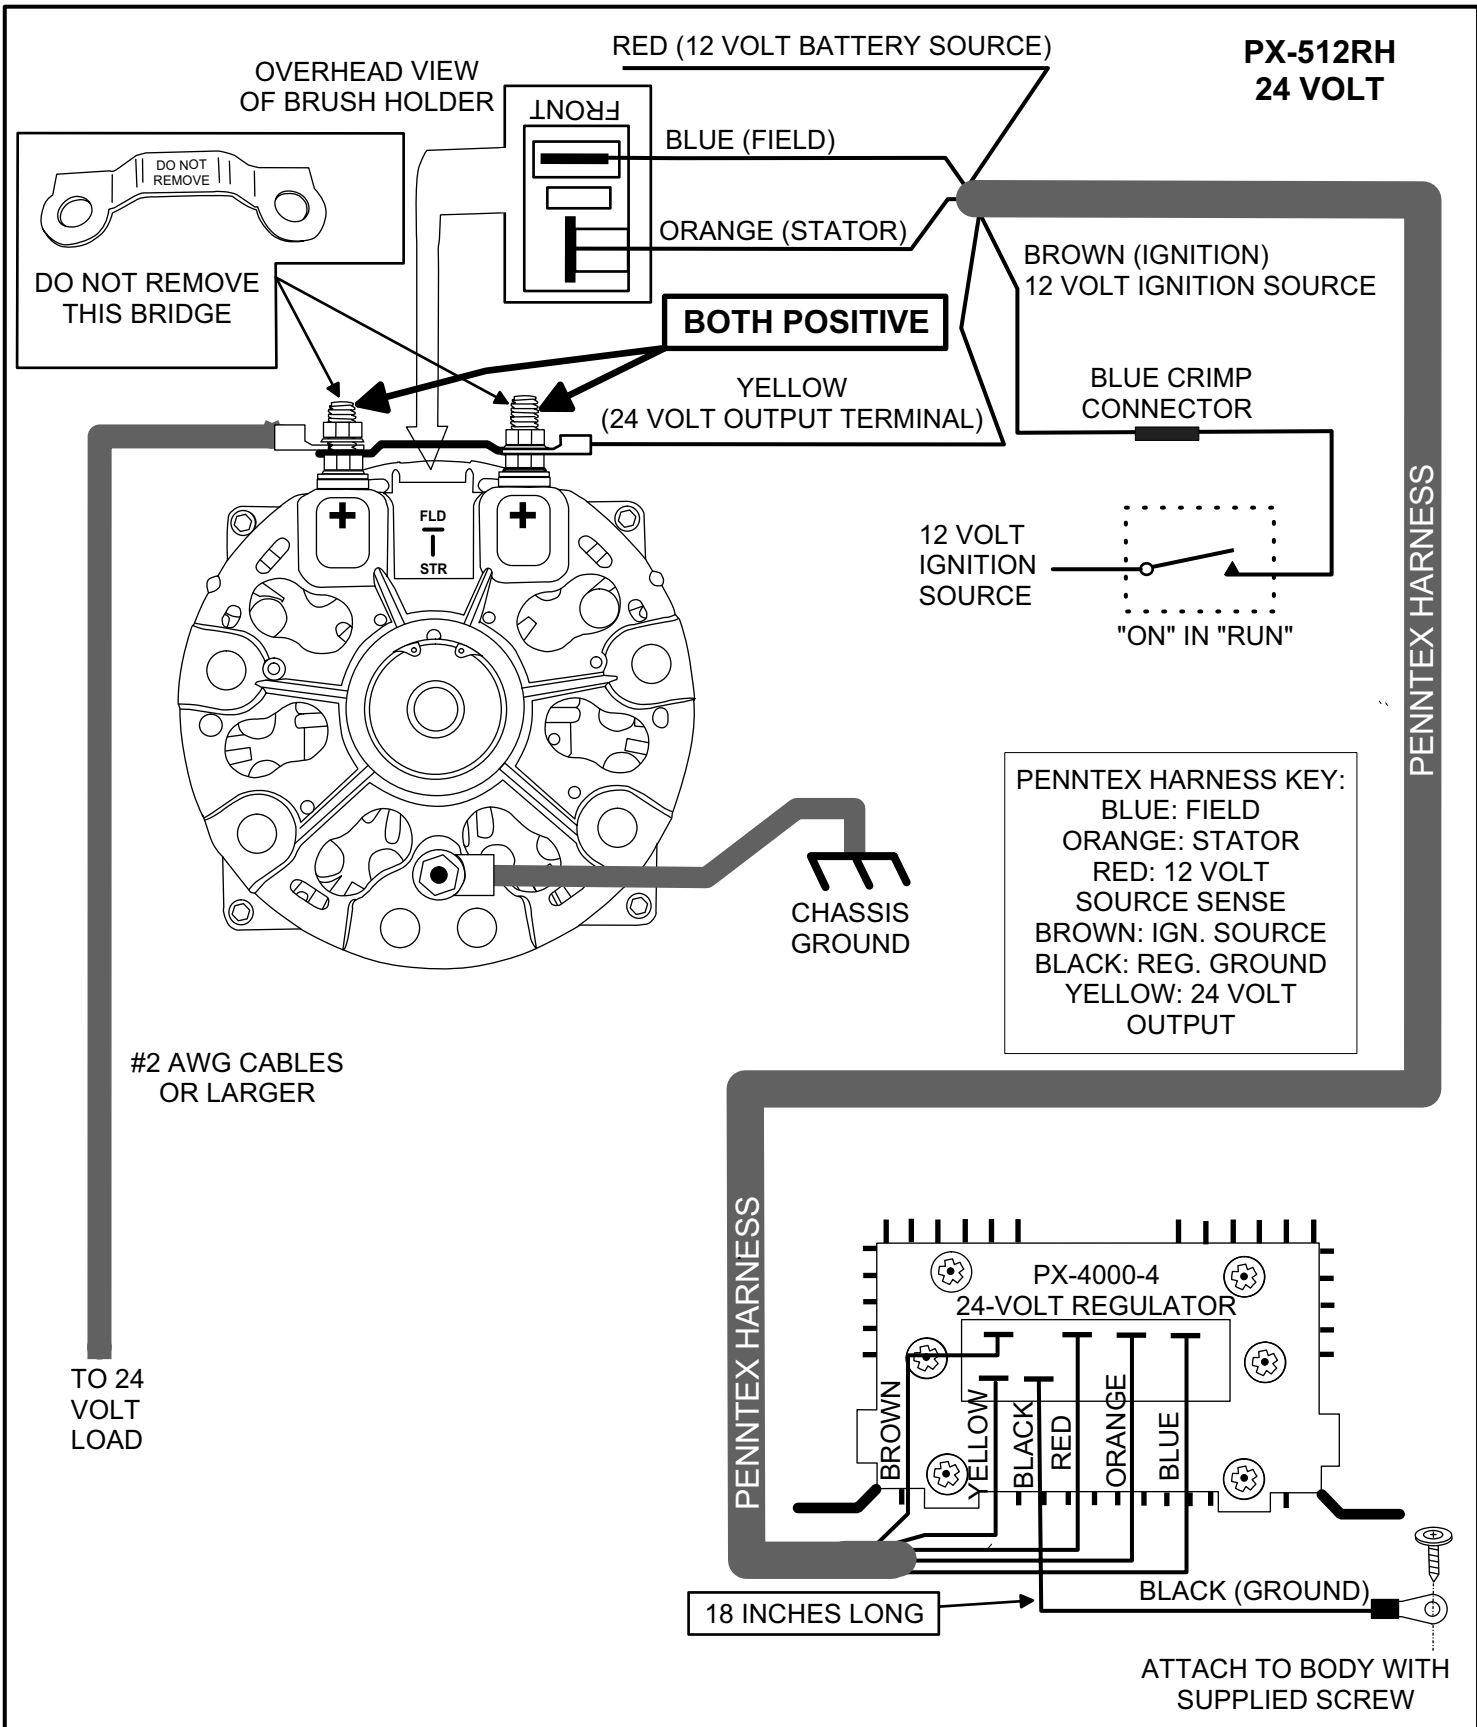 RED (12 VOLT BATTERY SOURCE)
PX-512RH
24 VOLT
OVERHEAD VIEW
OF BRUSH HOLDER
FRONT
BLUE (FIELD)
DO NOT
REMOVE
ORANGE (STATOR)
BROWN (IGNITION)
12 VOLT IGNITION SOURCE
DO NOT REMOVE
THIS BRIDGE
BOTH POSITIVE
YELLOW
(24 VOLT OUTPUT TERMINAL)
BLUE CRIMP
CONNECTOR
+
+
FLD
STR
12 VOLT
IGNITION
SOURCE
"ON" IN "RUN"
PENNTEX HARNESS
PENNTEX HARNESS KEY:
BLUE: FIELD
ORANGE: STATOR
RED: 12 VOLT
SOURCE SENSE
BROWN: IGN. SOURCE
BLACK: REG. GROUND
YELLOW: 24 VOLT
OUTPUT
CHASSIS
GROUND
#2 AWG CABLES
OR LARGER
TO 24
VOLT
LOAD
PENNTEX HARNESS
PX-4000-4
24-VOLT REGULATOR
BROWN
YELLOW
BLACK
RED
ORANGE
BLUE
18 INCHES LONG
BLACK (GROUND)
ATTACH TO BODY WITH
SUPPLIED SCREW